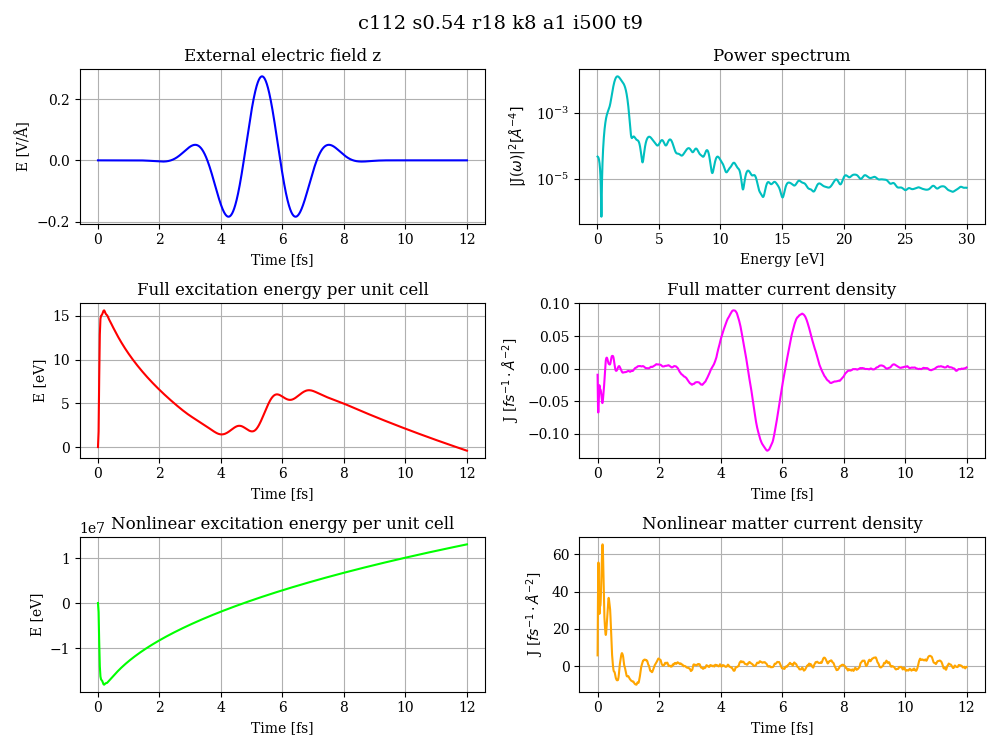 c112 s0.54 r18 k8 a1 i500 t9
External electric field z
E [V/Å]
0.2
0.0
−0.2
0 2 4 6 8 10 12
Time [fs]
Power spectrum
|J(ω)|² [Å⁻⁴]
10⁻³
10⁻⁵
0 5 10 15 20 25 30
Energy [eV]
Full excitation energy per unit cell
E [eV]
15
10
5
0
0 2 4 6 8 10 12
Time [fs]
Full matter current density
J [fs⁻¹ · Å⁻²]
0.10
0.05
0.00
−0.05
−0.10
0 2 4 6 8 10 12
Time [fs]
Nonlinear excitation energy per unit cell
1e7
E [eV]
1
0
−1
0 2 4 6 8 10 12
Time [fs]
Nonlinear matter current density
J [fs⁻¹ · Å⁻²]
60
40
20
0
0 2 4 6 8 10 12
Time [fs]